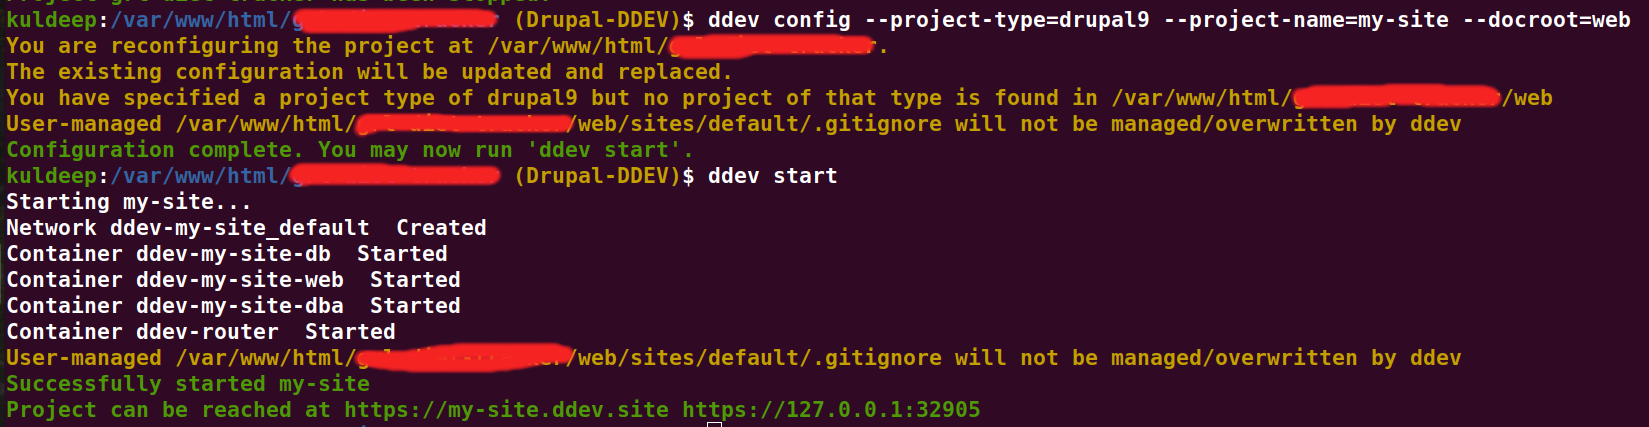 kuldeep:/var/www/html/ (Drupal-DDEV)$ ddev config --project-type=drupal9 --project-name=my-site --docroot=web
You are reconfiguring the project at /var/www/html/.
The existing configuration will be updated and replaced.
You have specified a project type of drupal9 but no project of that type is found in /var/www/html//web
User-managed /var/www/html//web/sites/default/.gitignore will not be managed/overwritten by ddev
Configuration complete. You may now run 'ddev start'.
kuldeep:/var/www/html/ (Drupal-DDEV)$ ddev start
Starting my-site...
Network ddev-my-site_default  Created
Container ddev-my-site-db  Started
Container ddev-my-site-web  Started
Container ddev-my-site-dba  Started
Container ddev-router  Started
User-managed /var/www/html//web/sites/default/.gitignore will not be managed/overwritten by ddev
Successfully started my-site
Project can be reached at https://my-site.ddev.site https://127.0.0.1:32905